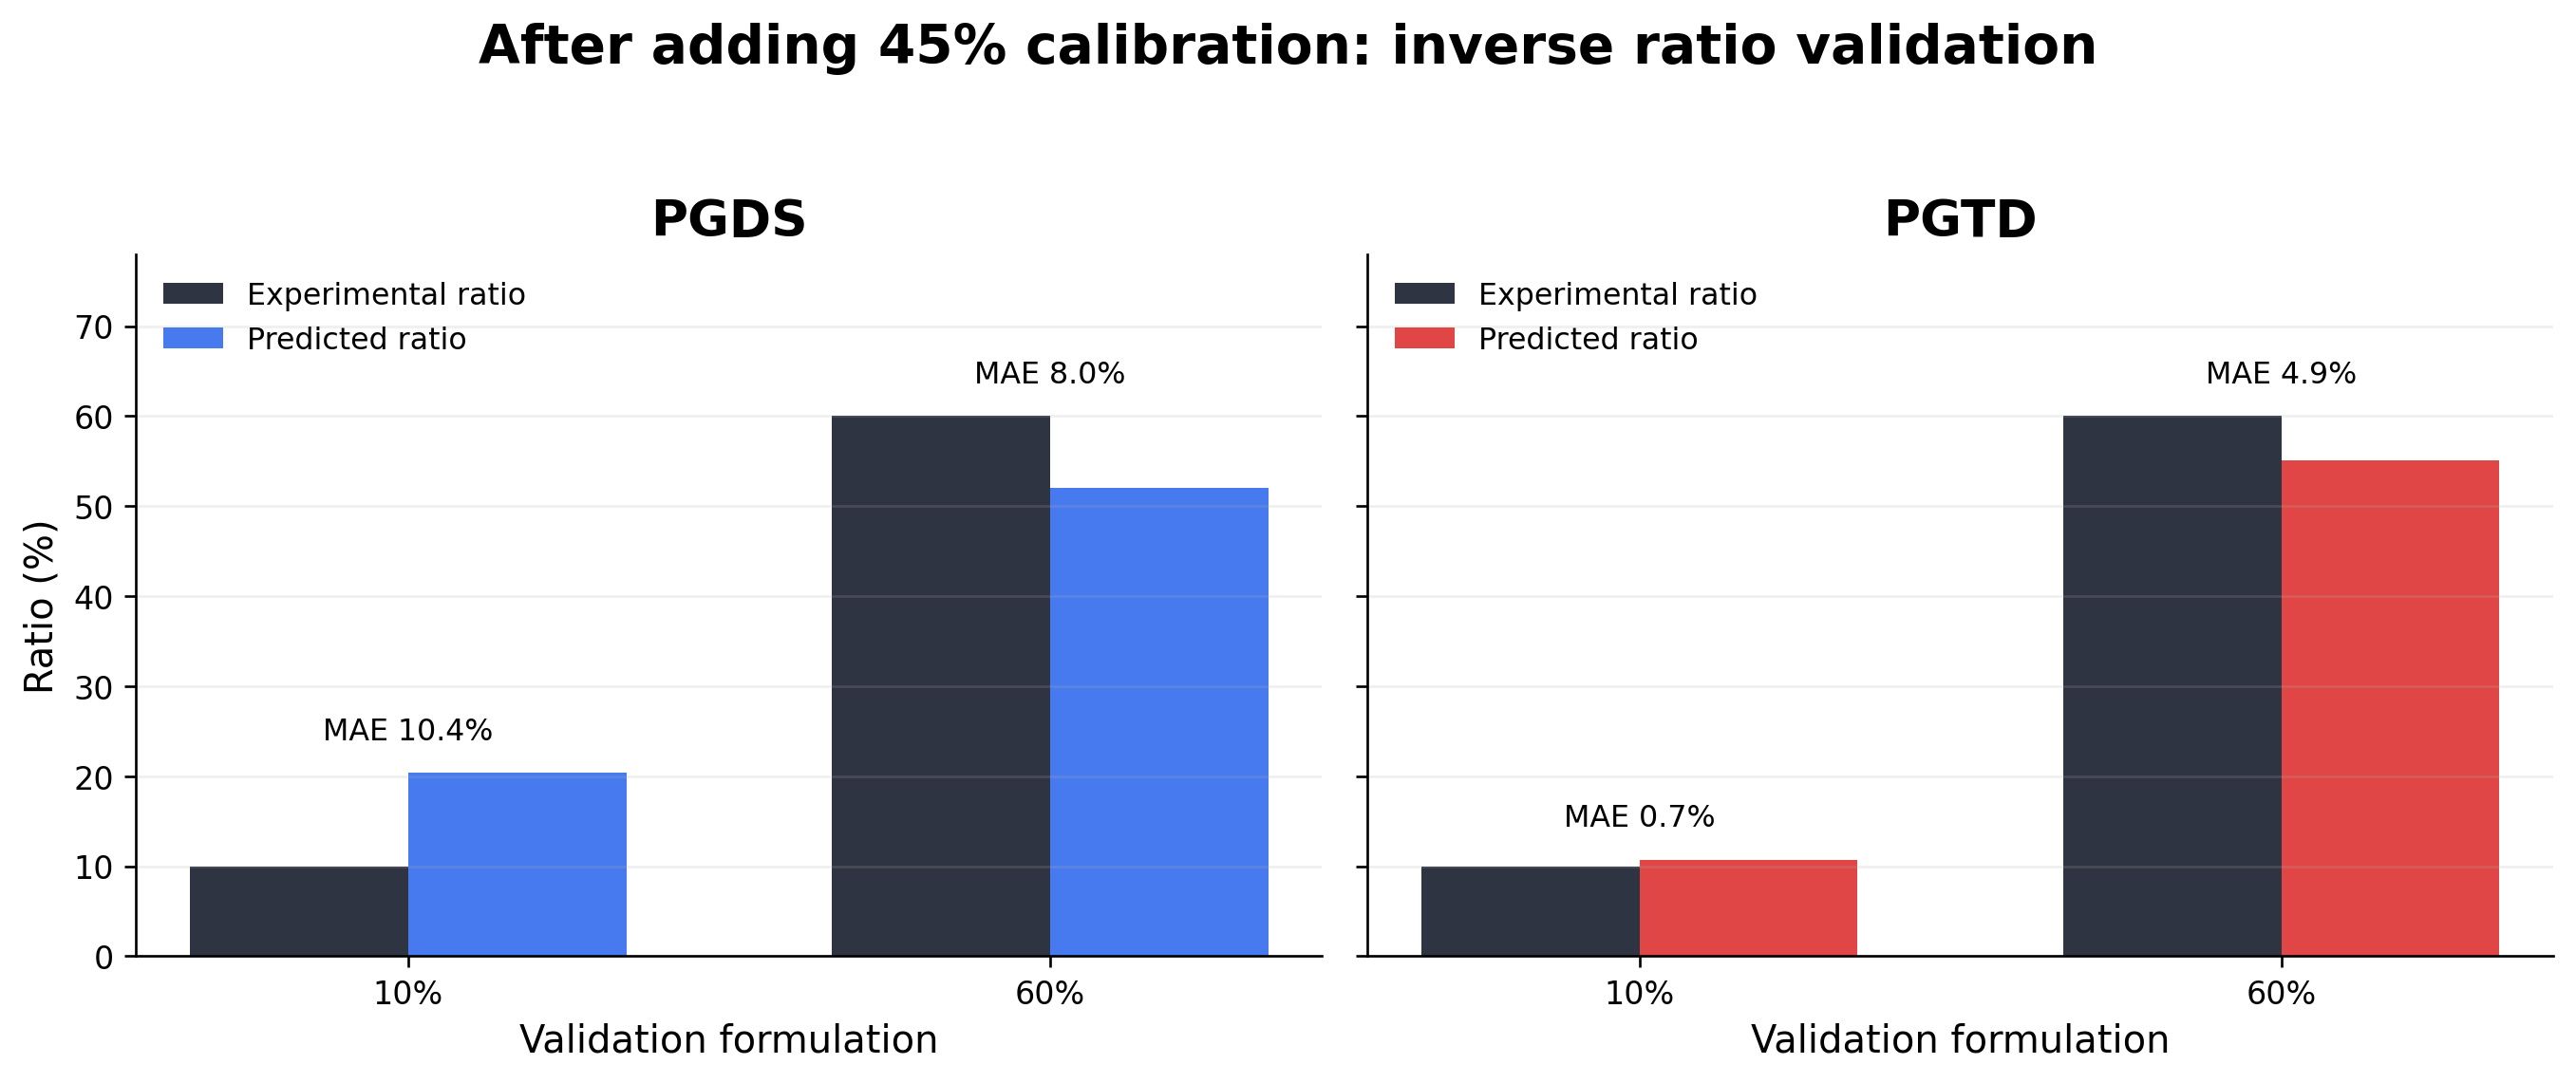 After adding 45% calibration: inverse ratio validation
PGDS
Experimental ratio
Predicted ratio
MAE 10.4%
MAE 8.0%
Ratio (%)
70
60
50
40
30
20
10
0
10%
60%
Validation formulation
PGTD
Experimental ratio
Predicted ratio
MAE 0.7%
MAE 4.9%
10%
60%
Validation formulation